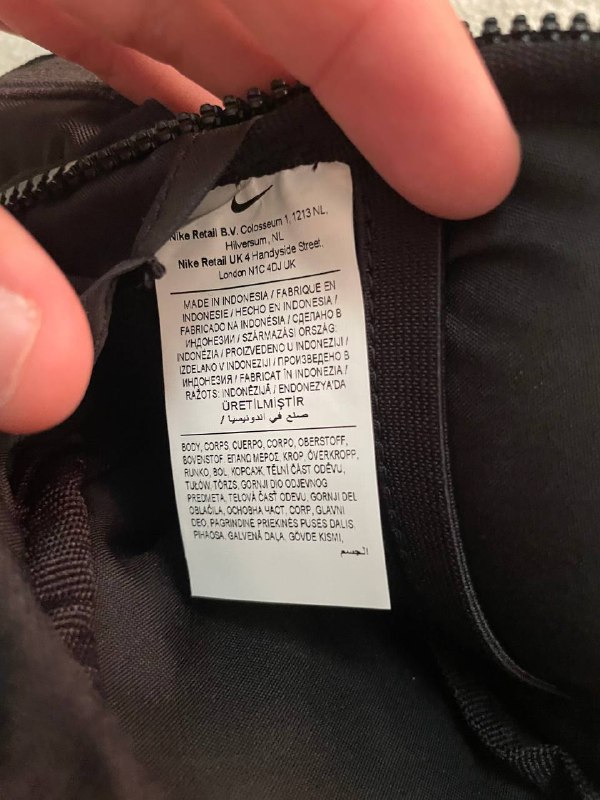 Nike Retail B.V. Colosseum 1, 1213 NL,
Hilversum, NL
Nike Retail UK 4 Handyside Street,
London N1C 4DJ UK
MADE IN INDONESIA / FABRIQUE EN
INDONESIE / HECHO EN INDONESIA /
FABRICADO NA INDONÉSIA / СДЕЛАНО В
ИНДОНЕЗИИ / SZÁRMAZÁSI ORSZÁG:
INDONÉZIA / PROIZVEDENO U INDONEZIJI /
IZDELANO V INDONEZIJI / ПРОИЗВЕДЕНО В
ИНДОНЕЗИЯ / FABRICAT ÎN INDONEZIA /
RAŽOTS: INDONĒZIJĀ / ENDONEZYA'DA
ÜRETİLMİŞTİR
صنع في اندونيسيا /
BODY, CORPS, CUERPO, CORPO, OBERSTOFF,
BOVENSTOF, ΕΠΑΝΩ ΜΕΡΟΣ, KROP, ÖVERKROPP,
RUNKO, BOL, КОРСАЖ, TĚLNÍ ČÁST ODĚVU,
TUŁÓW, TÖRZS, GORNJI DIO ODJEVNOG
PREDMETA, TELOVÁ ČASŤ ODEVU, GORNJI DEL
OBLAČILA, ОСНОВНА ЧАСТ, CORP, GLAVNI
DEO, PAGRINDINĖ PRIEKINĖS PUSĖS DALIS,
PIHAOSA, GALVENĀ DAĻA, GÖVDE KISMI,
الجسم